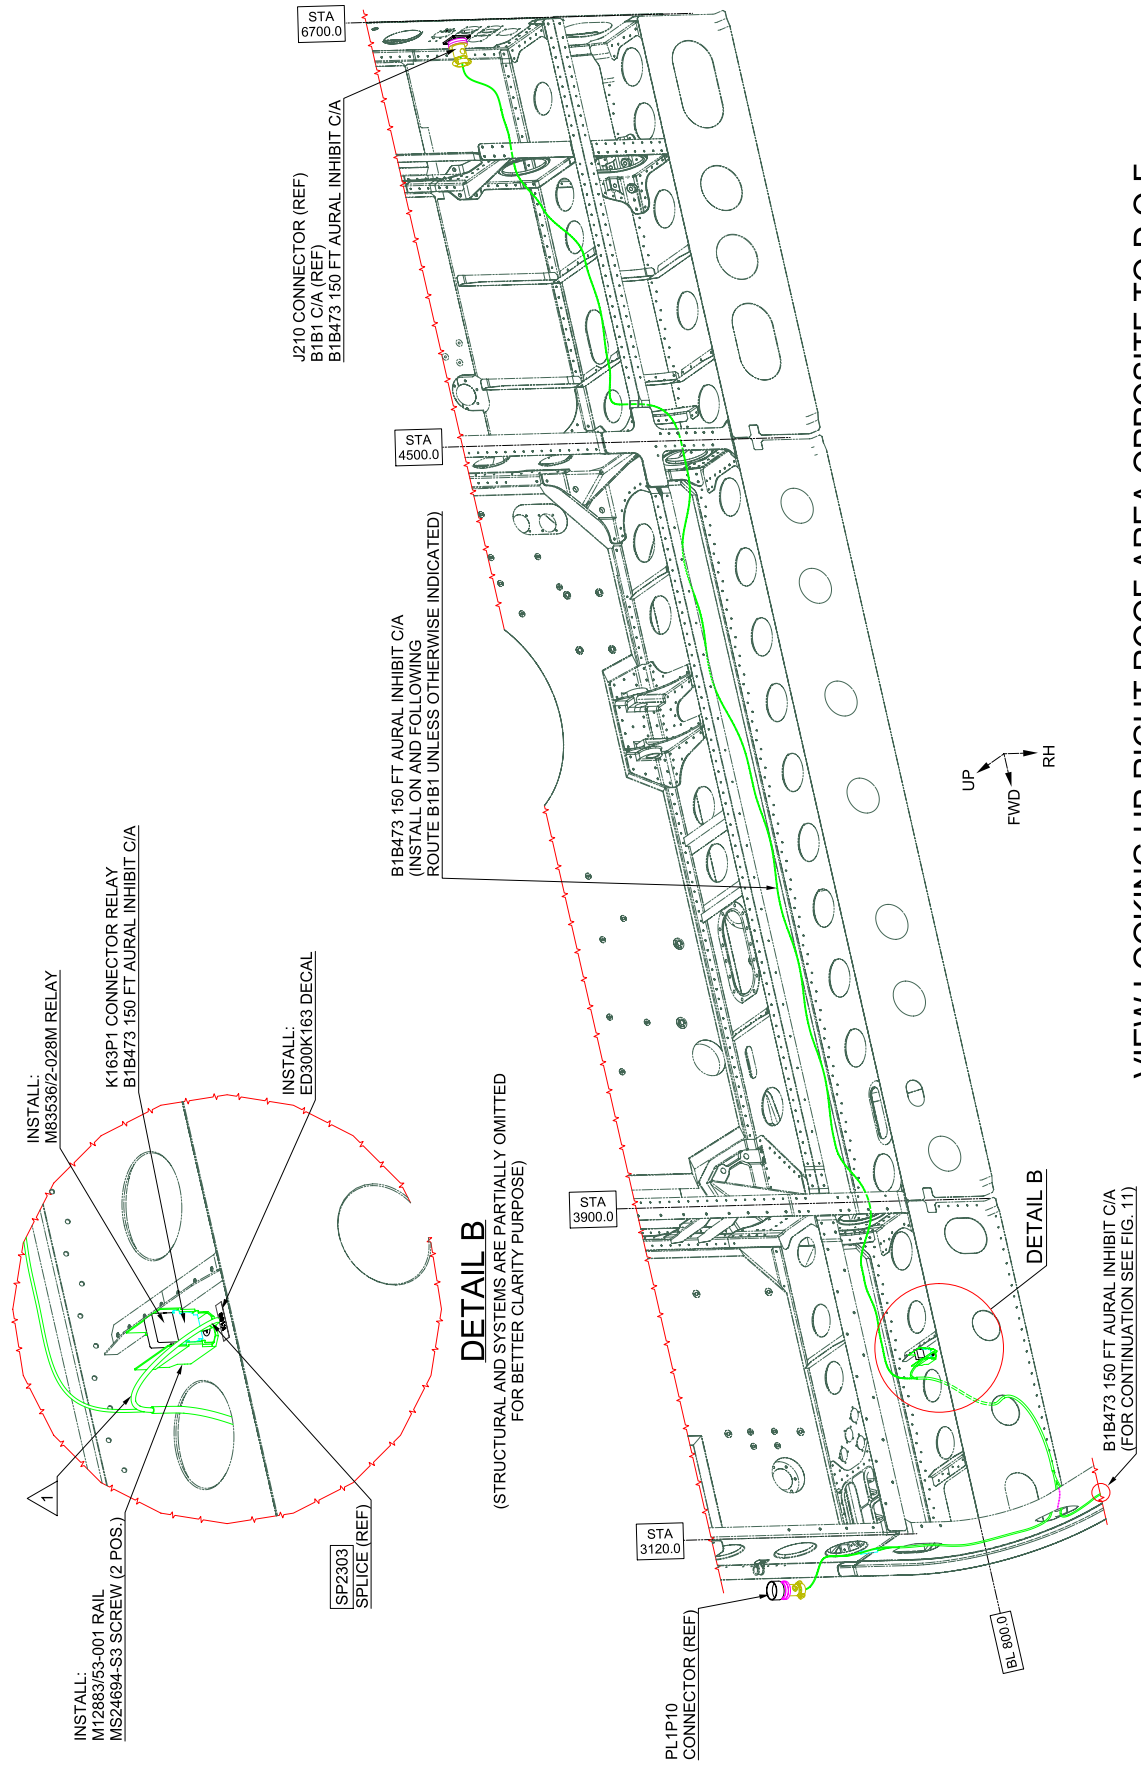 STA
6700.0
J210 CONNECTOR (REF)
B1B1 C/A (REF)
B1B473 150 FT AURAL INHIBIT C/A
STA
4500.0
B1B473 150 FT AURAL INHIBIT C/A
(INSTALL ON AND FOLLOWING
ROUTE B1B1 UNLESS OTHERWISE INDICATED)
INSTALL:
M83536/2-028M RELAY
K163P1 CONNECTOR RELAY
B1B473 150 FT AURAL INHIBIT C/A
INSTALL:
ED300K163 DECAL
1
INSTALL:
M12883/53-001 RAIL
MS24694-S3 SCREW (2 POS.)
SP2303
SPLICE (REF)
DETAIL B
(STRUCTURAL AND SYSTEMS ARE PARTIALLY OMITTED
FOR BETTER CLARITY PURPOSE)
STA
3900.0
STA
3120.0
PL1P10
CONNECTOR (REF)
BL 800.0
UP
FWD
RH
DETAIL B
B1B473 150 FT AURAL INHIBIT C/A
(FOR CONTINUATION SEE FIG. 11)